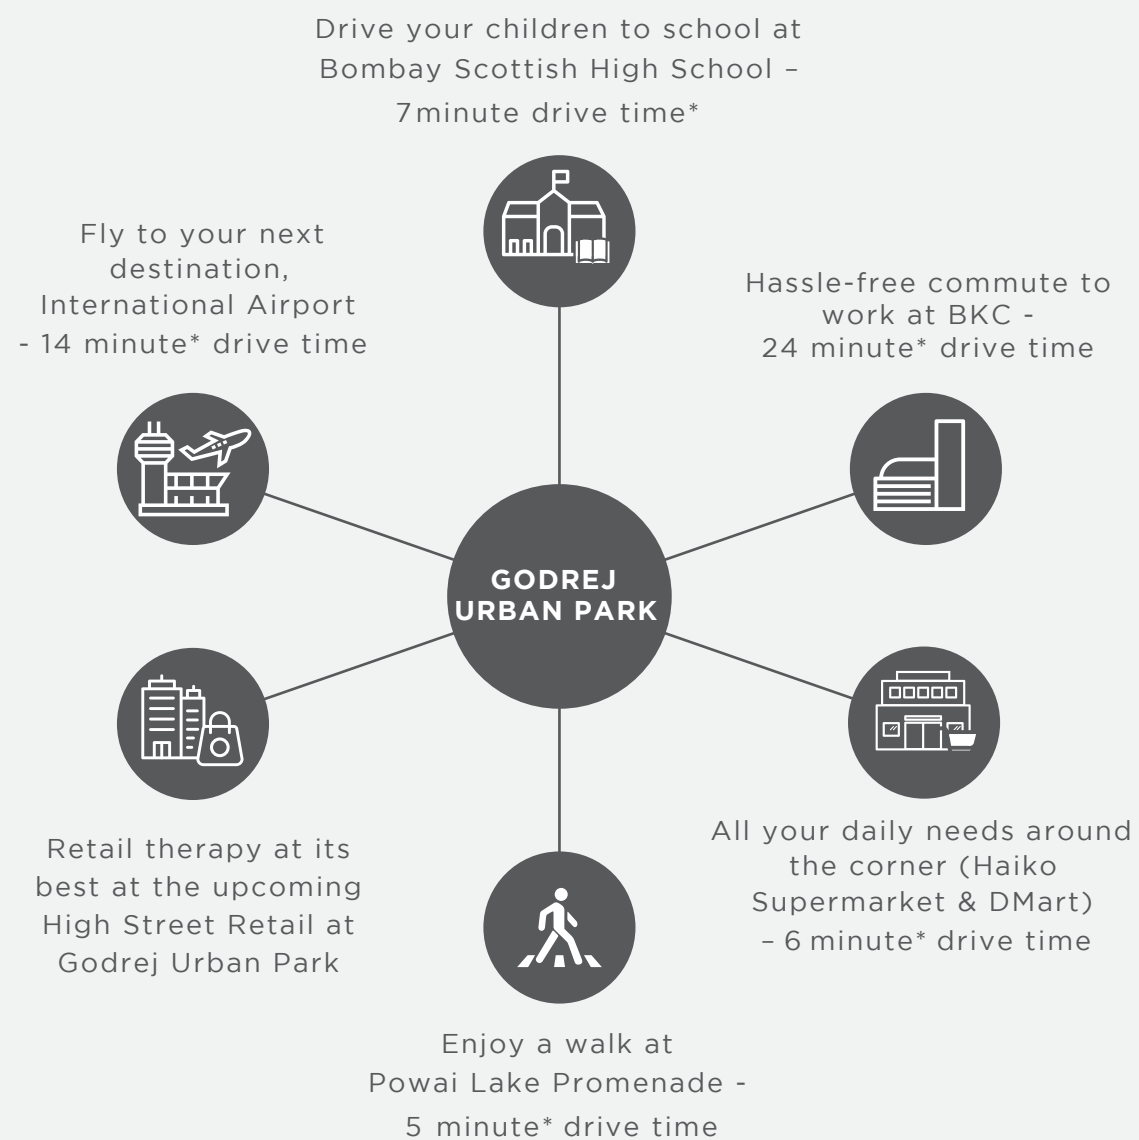 Drive your children to school at
Bombay Scottish High School –
7minute drive time*
Fly to your next
destination,
International Airport
- 14 minute* drive time
Hassle-free commute to
work at BKC -
24 minute* drive time
GODREJ
URBAN PARK
Retail therapy at its
best at the upcoming
High Street Retail at
Godrej Urban Park
All your daily needs around
the corner (Haiko
Supermarket & DMart)
– 6 minute* drive time
Enjoy a walk at
Powai Lake Promenade -
5 minute* drive time